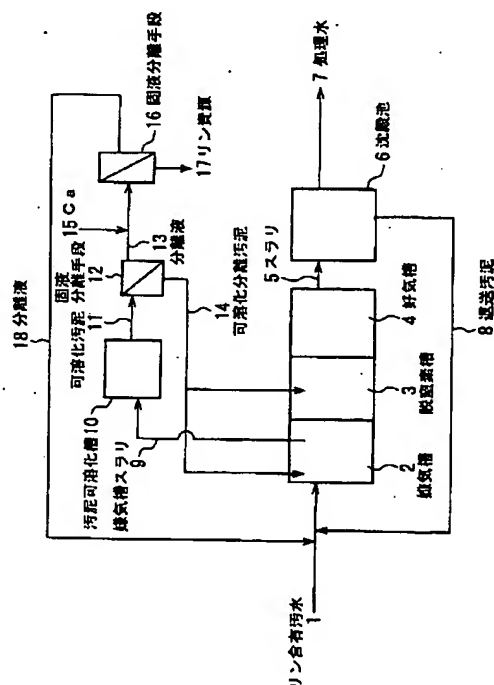 18 分離液
16 固液分離手段
17リン資源
15 Ca
13
分離液
固液
分離手段
12
可溶化汚泥
11
14
可溶化分離汚泥
汚泥可溶化槽10
嫌気槽スラリ
9
7 処理水
6 沈殿池
5 スラリ
4 好気槽
3
脱窒素槽
2
嫌気槽
8 返送汚泥
リン含有汚水
1